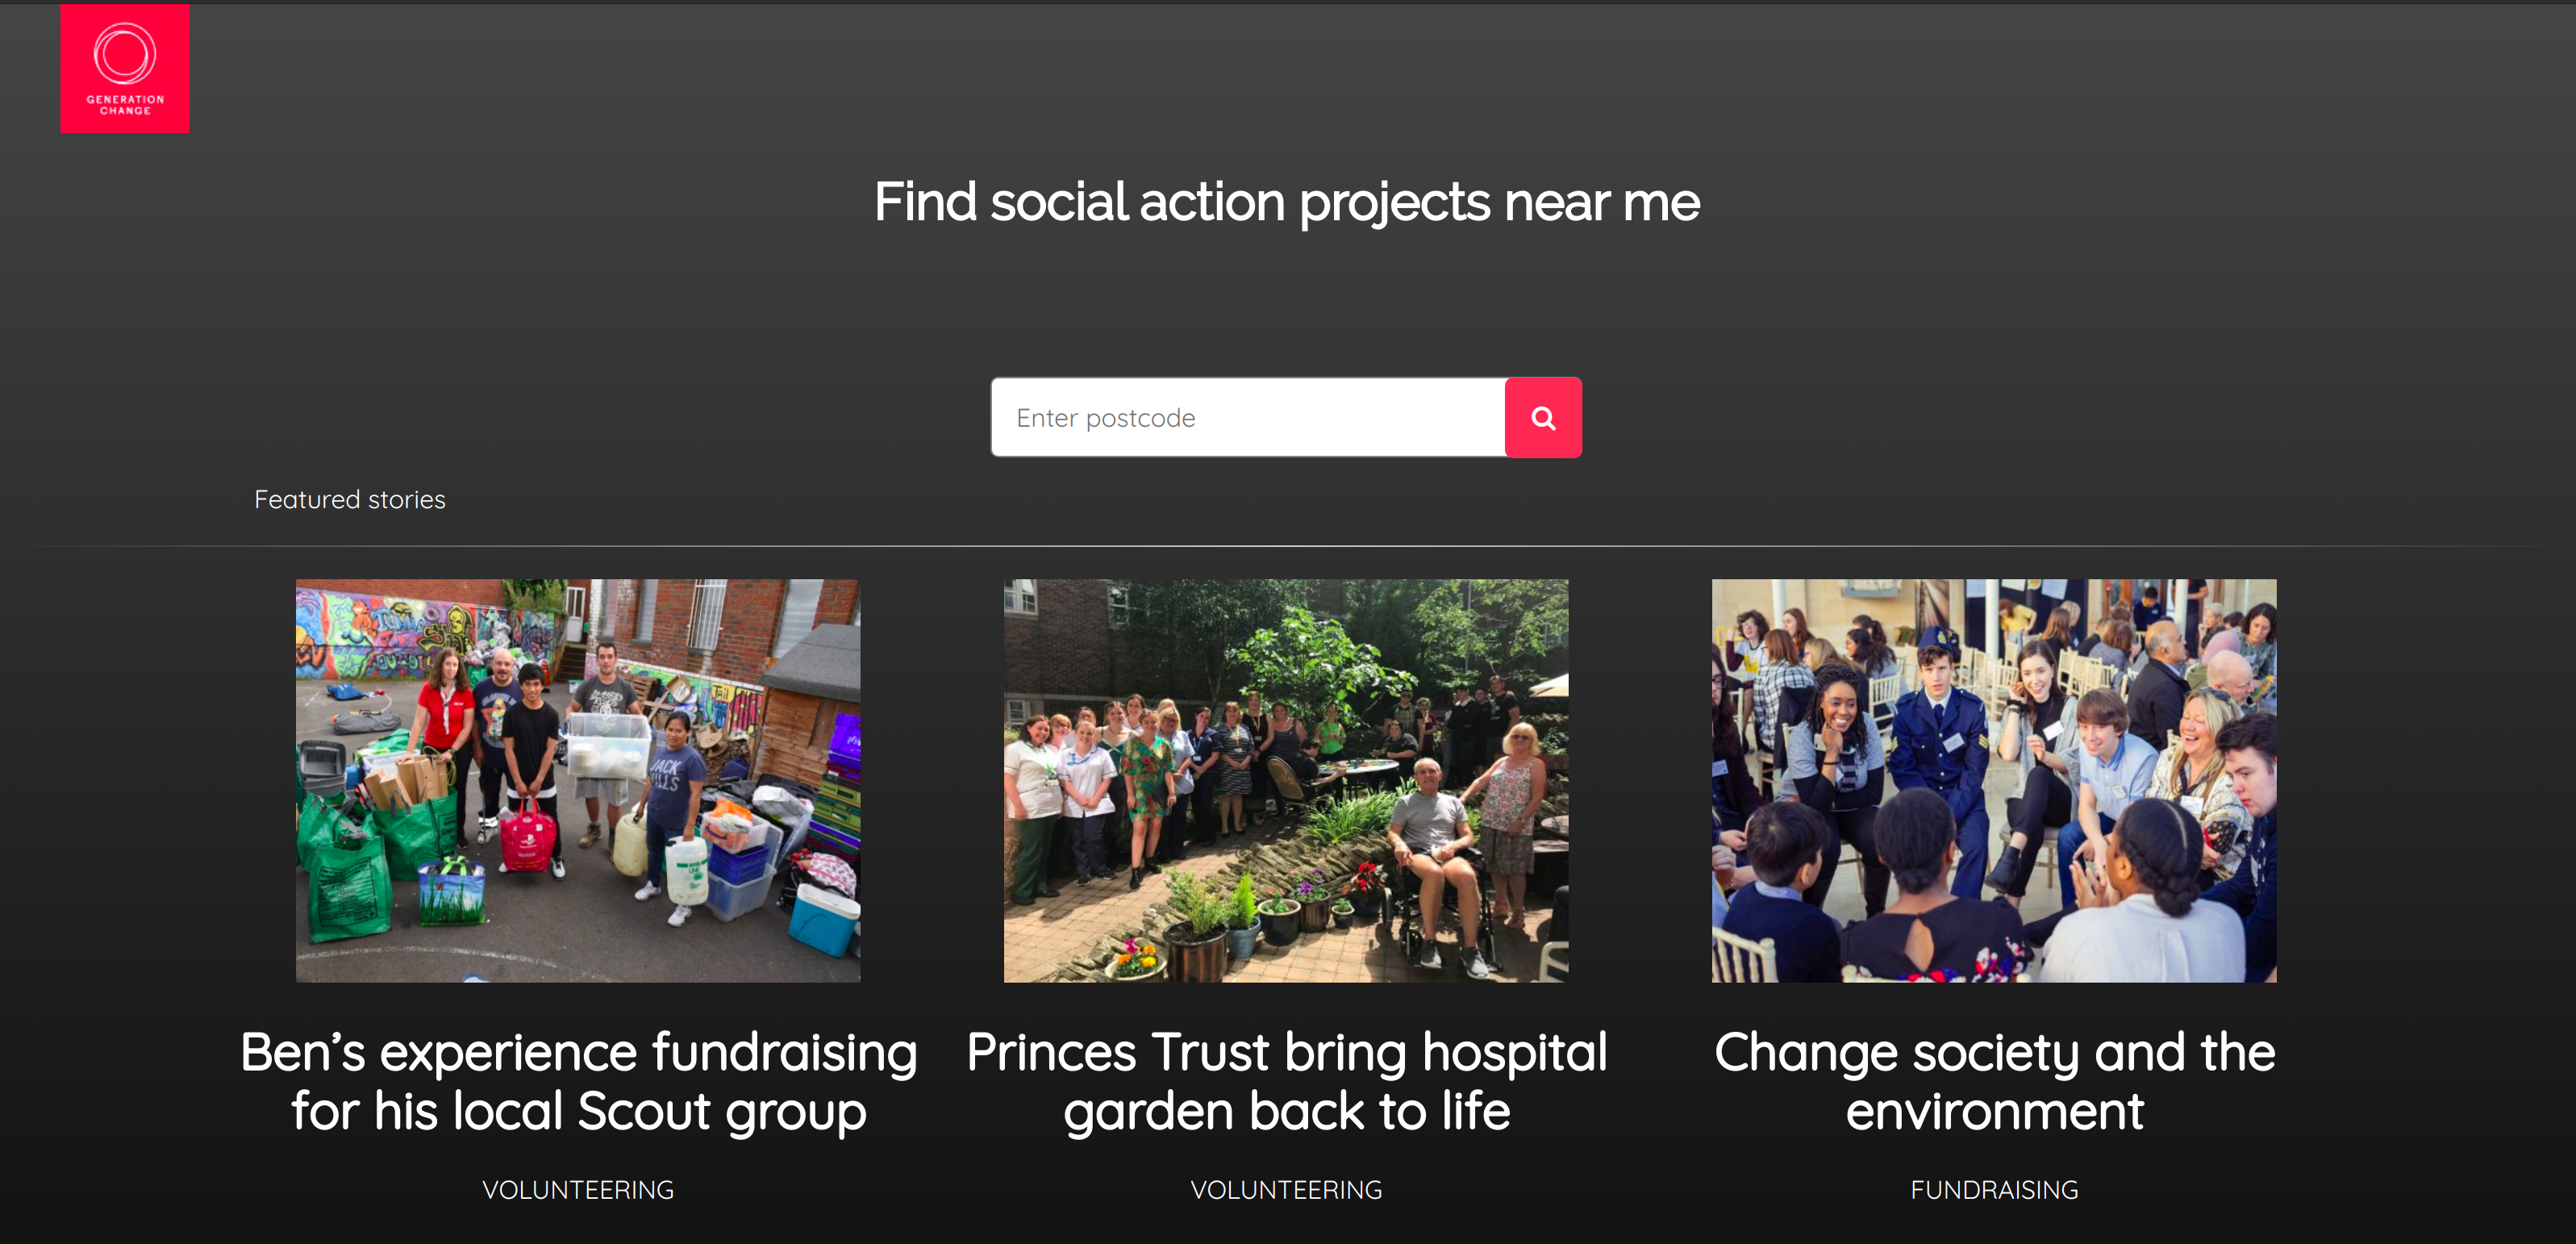 GENERATION
CHANGE
Find social action projects near me
Enter postcode
Featured stories
JACK
Ben's experience fundraising
for his local Scout group
VOLUNTEERING
Princes Trust bring hospital
garden back to life
VOLUNTEERING
Change society and the
environment
FUNDRAISING